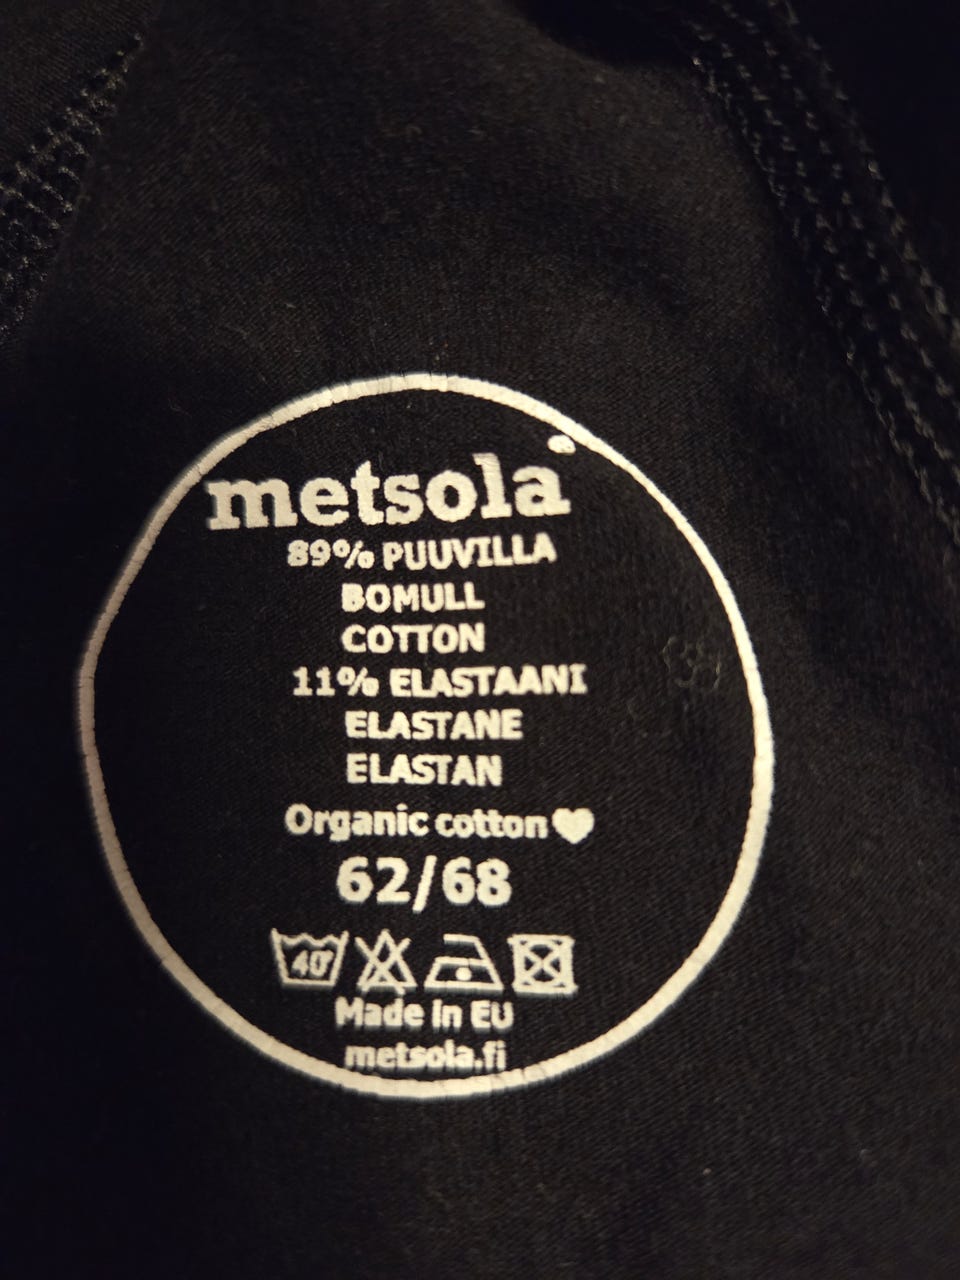 metsola®
89% PUUVILLA
BOMULL
COTTON
11% ELASTAANI
ELASTANE
ELASTAN
Organic cotton♥
62/68
40°
Made in EU
metsola.fi